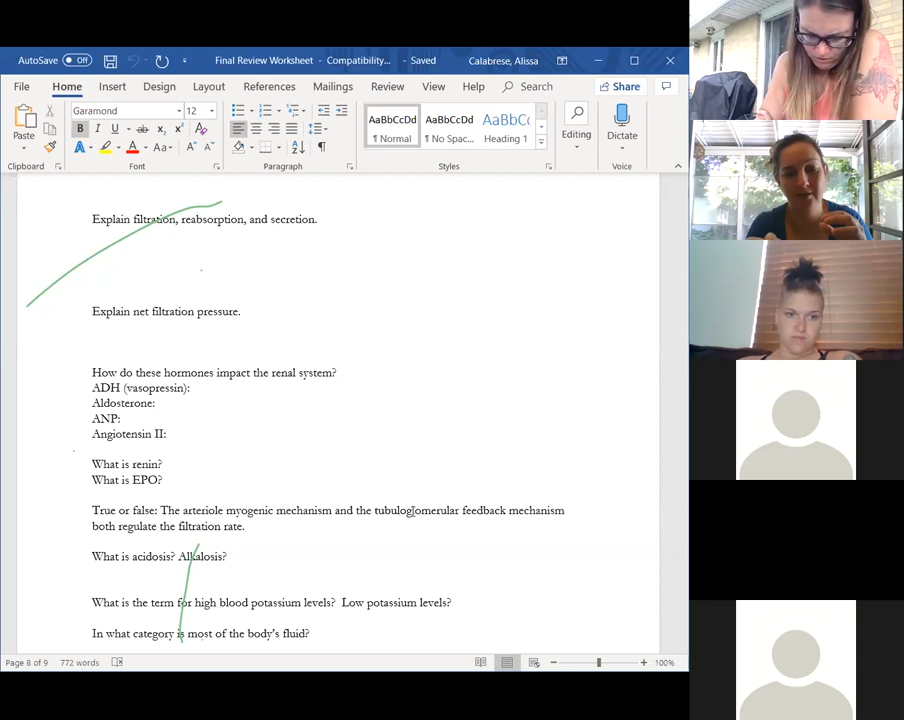 AutoSave Off Final Review Worksheet - Compatibility... - Saved Calabrese, Alissa
File Home Insert Design Layout References Mailings Review View Help Search Share
Paste Garamond 12 AaBbCcDd AaBbCcDd AaBbCc Editing Dictate
B I U ab x₂ x² ¶ Normal ¶ No Spac... Heading 1
A A Aa A A
Clipboard Font Paragraph Styles Voice
Explain filtration, reabsorption, and secretion.
Explain net filtration pressure.
How do these hormones impact the renal system?
ADH (vasopressin):
Aldosterone:
ANP:
Angiotensin II:
What is renin?
What is EPO?
True or false: The arteriole myogenic mechanism and the tubuloglomerular feedback mechanism
both regulate the filtration rate.
What is acidosis? Alkalosis?
What is the term for high blood potassium levels? Low potassium levels?
In what category is most of the body's fluid?
Page 8 of 9 772 words 100%